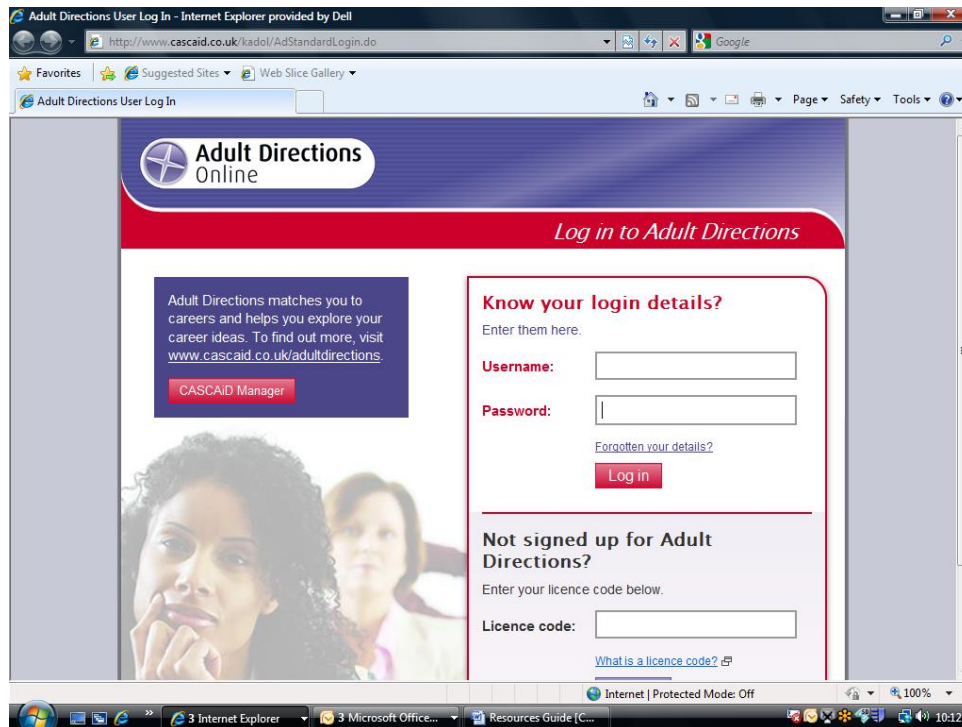 Adult Directions User Log In - Internet Explorer provided by Dell
http://www.cascaid.co.uk/kadol/AdStandardLogin.do
Google
Favorites
Suggested Sites
Web Slice Gallery
Adult Directions User Log In
Page
Safety
Tools
Adult Directions
Online
Log in to Adult Directions
Adult Directions matches you to
careers and helps you explore your
career ideas. To find out more, visit
www.cascaid.co.uk/adultdirections.
CASCAiD Manager
Know your login details?
Enter them here.
Username:
Password:
Forgotten your details?
Log in
Not signed up for Adult
Directions?
Enter your licence code below.
Licence code:
What is a licence code?
Internet | Protected Mode: Off
100%
3 Internet Explorer
3 Microsoft Office...
Resources Guide [C...
10:12